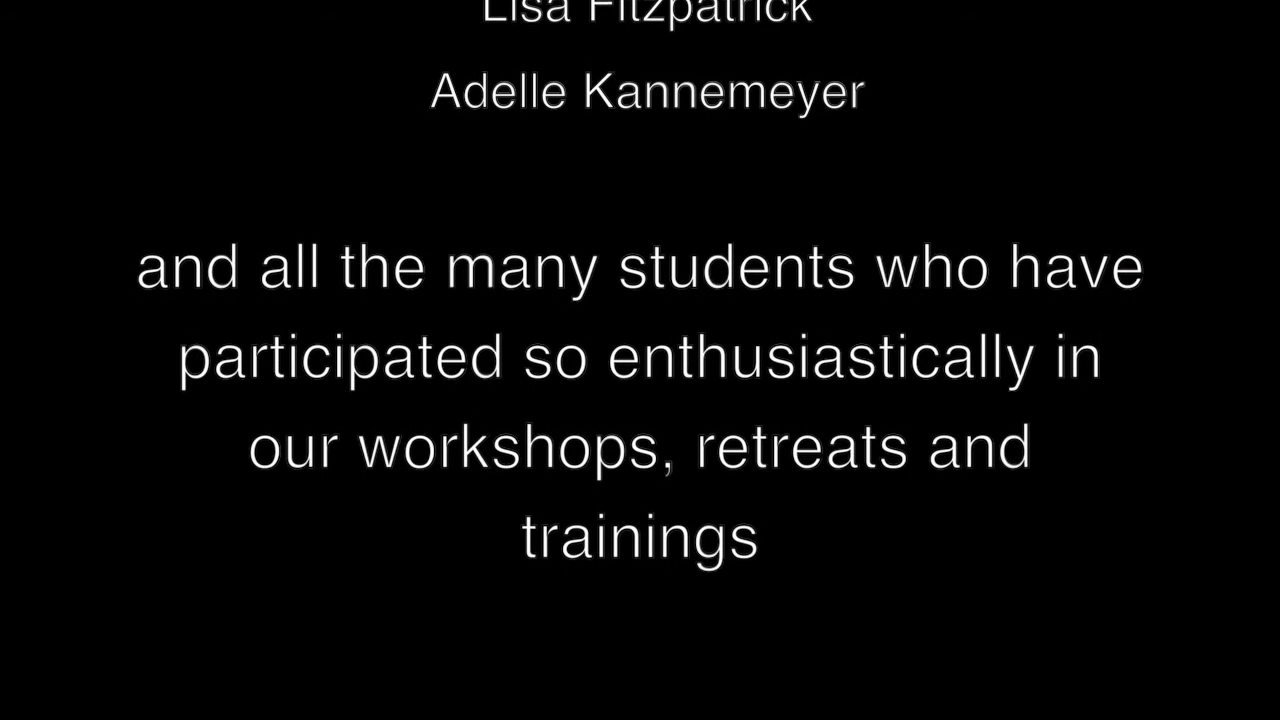 Lisa Fitzpatrick
Adelle Kannemeyer
and all the many students who have
participated so enthusiastically in
our workshops, retreats and
trainings